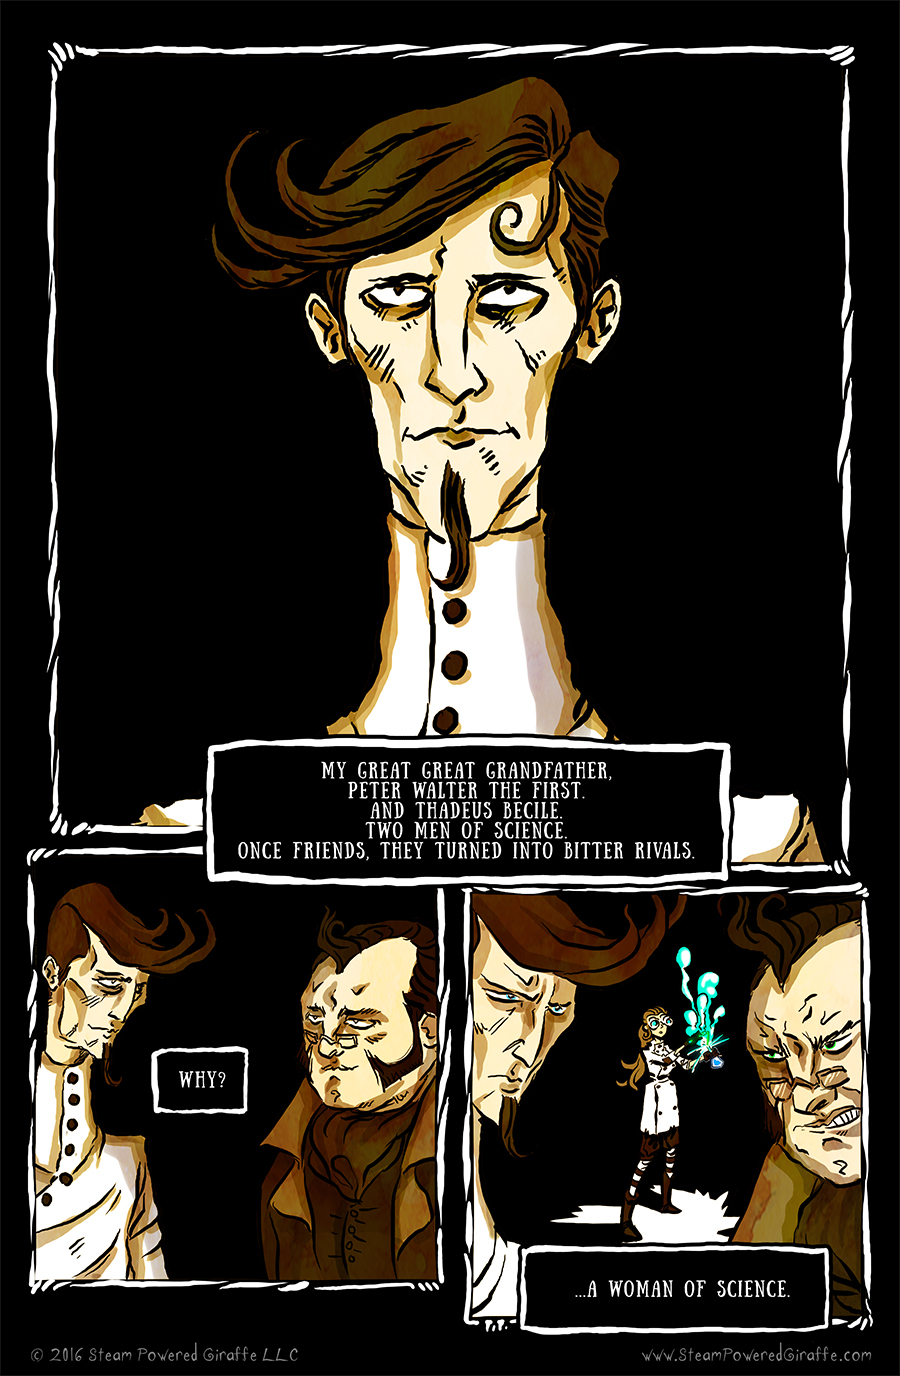 MY GREAT GREAT GRANDFATHER,
PETER WALTER THE FIRST.
AND THADEUS BECILE.
TWO MEN OF SCIENCE.
ONCE FRIENDS, THEY TURNED INTO BITTER RIVALS.
WHY?
...A WOMAN OF SCIENCE.
© 2016 Steam Powered Giraffe LLC
www.SteamPoweredGiraffe.com